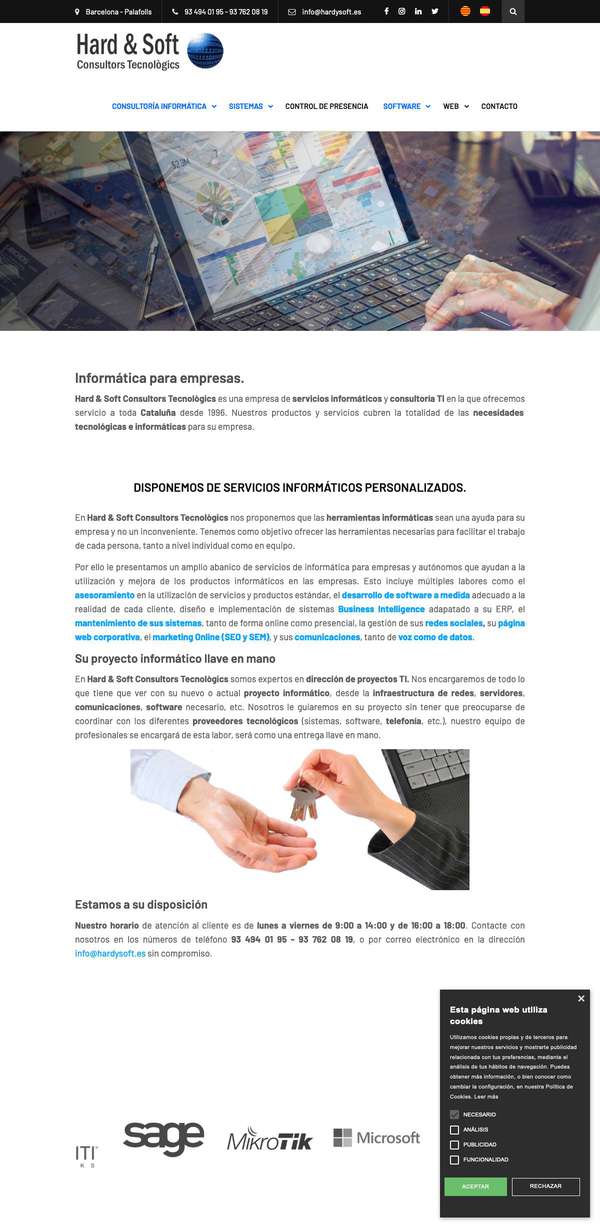 Barcelona - Palafolls
93 494 01 95 - 93 762 08 19
info@hardysoft.es
Hard & Soft
Consultors Tecnològics
CONSULTORÍA INFORMÁTICA
SISTEMAS
CONTROL DE PRESENCIA
SOFTWARE
WEB
CONTACTO
Informática para empresas.
Hard & Soft Consultors Tecnològics es una empresa de servicios informáticos y consultoría TI en la que ofrecemos
servicio a toda Cataluña desde 1996. Nuestros productos y servicios cubren la totalidad de las necesidades
tecnológicas e informáticas para su empresa.
DISPONEMOS DE SERVICIOS INFORMÁTICOS PERSONALIZADOS.
En Hard & Soft Consultors Tecnològics nos proponemos que las herramientas informáticas sean una ayuda para su
empresa y no un inconveniente. Tenemos como objetivo ofrecer las herramientas necesarias para facilitar el trabajo
de cada persona, tanto a nivel individual como en equipo.
Por ello le presentamos un amplio abanico de servicios de informática para empresas y autónomos que ayudan a la
utilización y mejora de los productos informáticos en las empresas. Esto incluye múltiples labores como el
asesoramiento en la utilización de servicios y productos estándar, el desarrollo de software a medida adecuado a la
realidad de cada cliente, diseño e implementación de sistemas Business Intelligence adapatado a su ERP, el
mantenimiento de sus sistemas, tanto de forma online como presencial, la gestión de sus redes sociales, su página
web corporativa, el marketing Online (SEO y SEM), y sus comunicaciones, tanto de voz como de datos.
Su proyecto informático llave en mano
En Hard & Soft Consultors Tecnològics somos expertos en dirección de proyectos TI. Nos encargaremos de todo lo
que tiene que ver con su nuevo o actual proyecto informático, desde la infraestructura de redes, servidores,
comunicaciones, software necesario, etc. Nosotros le guiaremos en su proyecto sin tener que preocuparse de
coordinar con los diferentes proveedores tecnológicos (sistemas, software, telefonía, etc.), nuestro equipo de
profesionales se encargará de esta labor, será como una entrega llave en mano.
Estamos a su disposición
Nuestro horario de atención al cliente es de lunes a viernes de 9:00 a 14:00 y de 16:00 a 18:00. Contacte con
nosotros en los números de teléfono 93 494 01 95 – 93 762 08 19, o por correo electrónico en la dirección
info@hardysoft.es sin compromiso.
ITI
K S
sage
MikroTik
Microsoft
Esta página web utiliza
cookies
Utilizamos cookies propias y de terceros para
mejorar nuestros servicios y mostrarte publicidad
relacionada con tus preferencias, mediante el
análisis de tus hábitos de navegación. Puedes
obtener más información, o bien conocer como
cambiar la configuración, en nuestra Política de
Cookies. Leer más
NECESARIO
ANÁLISIS
PUBLICIDAD
FUNCIONALIDAD
ACEPTAR
RECHAZAR